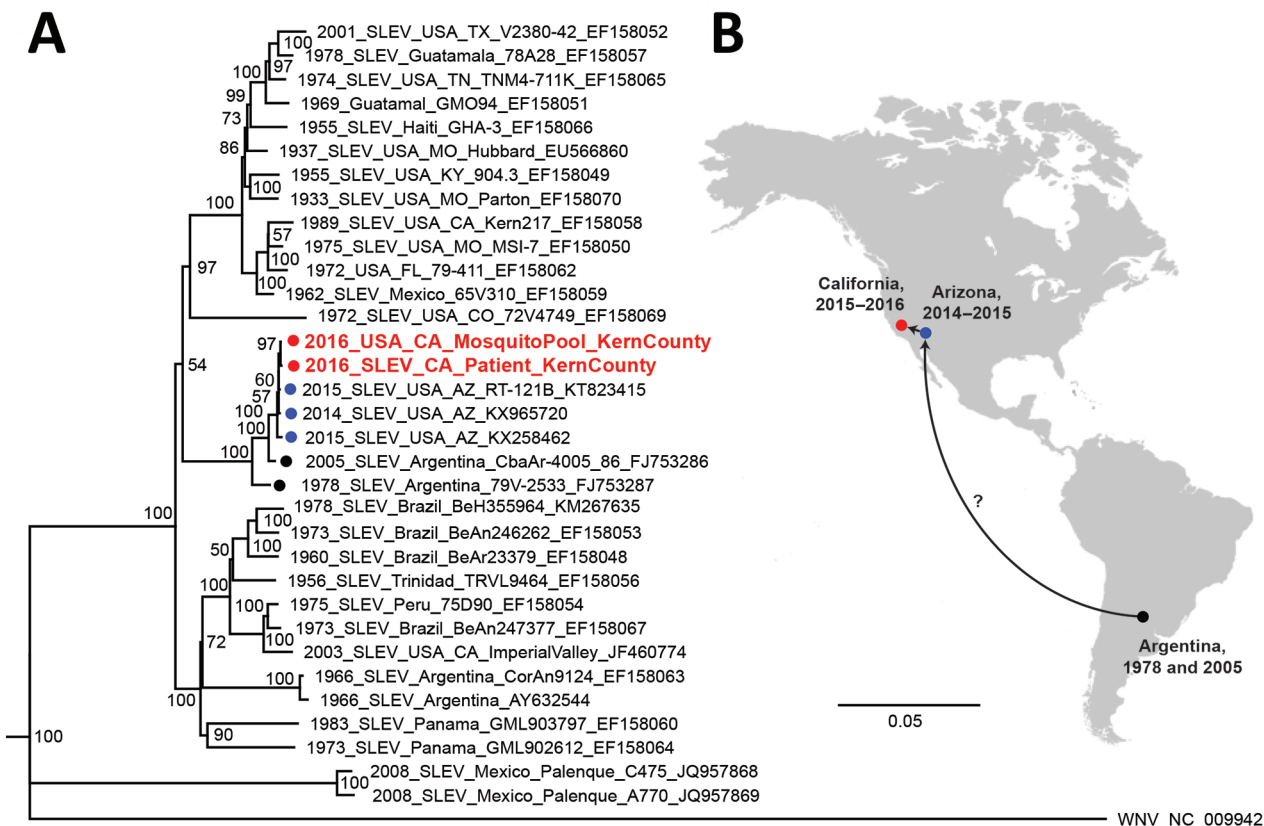 A
B
2001_SLEV_USA_TX_V2380-42_EF158052
100
1978_SLEV_Guatamala_78A28_EF158057
97
100
1974_SLEV_USA_TN_TNM4-711K_EF158065
99
1969_Guatamal_GMO94_EF158051
73
1955_SLEV_Haiti_GHA-3_EF158066
86
1937_SLEV_USA_MO_Hubbard_EU566860
1955_SLEV_USA_KY_904.3_EF158049
100
1933_SLEV_USA_MO_Parton_EF158070
100
1989_SLEV_USA_CA_Kern217_EF158058
57
1975_SLEV_USA_MO_MSI-7_EF158050
100
97
1972_USA_FL_79-411_EF158062
100
1962_SLEV_Mexico_65V310_EF158059
1972_SLEV_USA_CO_72V4749_EF158069
97
2016_USA_CA_MosquitoPool_KernCounty
54
2016_SLEV_CA_Patient_KernCounty
60
2015_SLEV_USA_AZ_RT-121B_KT823415
57
100
2014_SLEV_USA_AZ_KX965720
100
2015_SLEV_USA_AZ_KX258462
100
2005_SLEV_Argentina_CbaAr-4005_86_FJ753286
1978_SLEV_Argentina_79V-2533_FJ753287
1978_SLEV_Brazil_BeH355964_KM267635
100
100
1973_SLEV_Brazil_BeAn246262_EF158053
50
100
1960_SLEV_Brazil_BeAr23379_EF158048
100
1956_SLEV_Trinidad_TRVL9464_EF158056
100
1975_SLEV_Peru_75D90_EF158054
72
1973_SLEV_Brazil_BeAn247377_EF158067
100
2003_SLEV_USA_CA_ImperialValley_JF460774
100
1966_SLEV_Argentina_CorAn9124_EF158063
100
1966_SLEV_Argentina_AY632544
1983_SLEV_Panama_GML903797_EF158060
90
1973_SLEV_Panama_GML902612_EF158064
100
2008_SLEV_Mexico_Palenque_C475_JQ957868
100
2008_SLEV_Mexico_Palenque_A770_JQ957869
WNV_NC_009942
California,
2015–2016
Arizona,
2014–2015
?
Argentina,
1978 and 2005
0.05